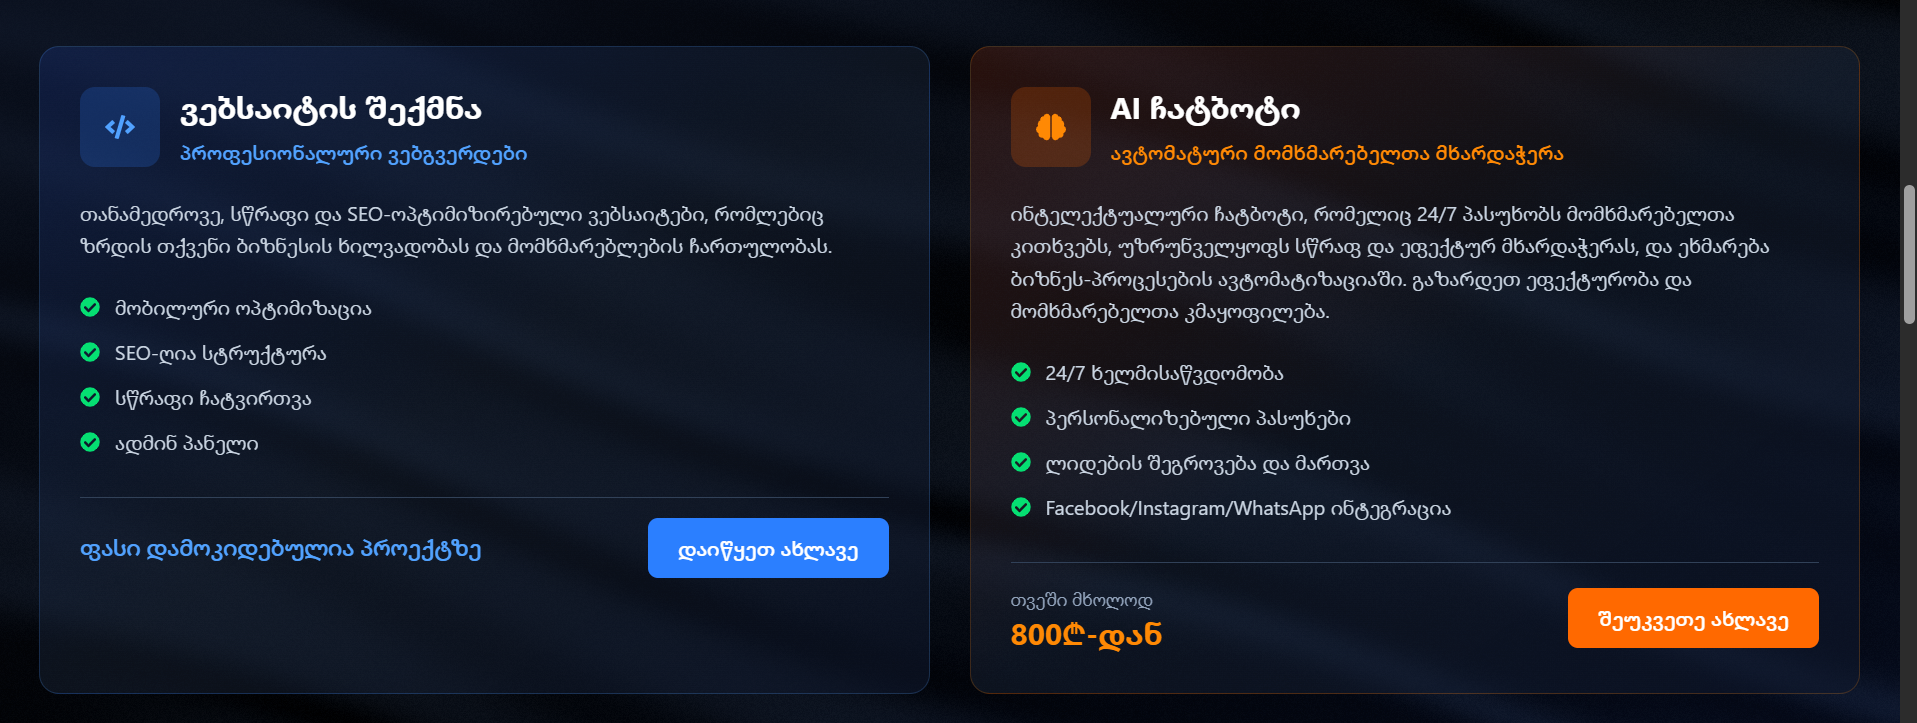 ვებსაიტის შექმნა
პროფესიონალური ვებგვერდები
თანამედროვე, სწრაფი და SEO-ოპტიმიზირებული ვებსაიტები, რომლებიც
ზრდის თქვენი ბიზნესის ხილვადობას და მომხმარებლების ჩართულობას.
მობილური ოპტიმიზაცია
SEO-ღია სტრუქტურა
სწრაფი ჩატვირთვა
ადმინ პანელი
ფასი დამოკიდებულია პროექტზე
დაიწყეთ ახლავე
AI ჩატბოტი
ავტომატური მომხმარებელთა მხარდაჭერა
ინტელექტუალური ჩატბოტი, რომელიც 24/7 პასუხობს მომხმარებელთა
კითხვებს, უზრუნველყოფს სწრაფ და ეფექტურ მხარდაჭერას, და ეხმარება
ბიზნეს-პროცესების ავტომატიზაციაში. გაზარდეთ ეფექტურობა და
მომხმარებელთა კმაყოფილება.
24/7 ხელმისაწვდომობა
პერსონალიზებული პასუხები
ლიდების შეგროვება და მართვა
Facebook/Instagram/WhatsApp ინტეგრაცია
თვეში მხოლოდ
800₾-დან
შეუკვეთე ახლავე